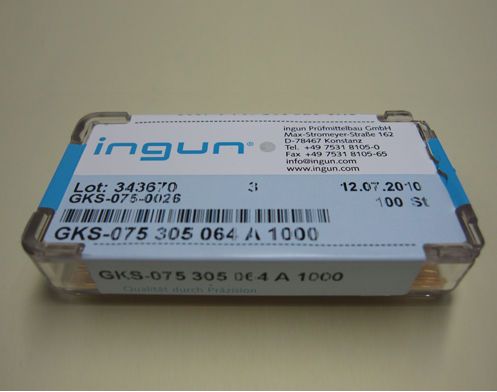 ingun
ingun Prüfmittelbau GmbH
Max-Stromeyer-Straße 162
D-78467 Konstanz
Tel. +49 7531 8105-0
Fax +49 7531 8105-65
info@ingun.com
www.ingun.com
Lot: 343670 3 12.07.2010
GKS-075-0026 100 St
GKS-075 305 064 A 1000
GKS-075 305 064 A 1000
Qualität durch Präzision